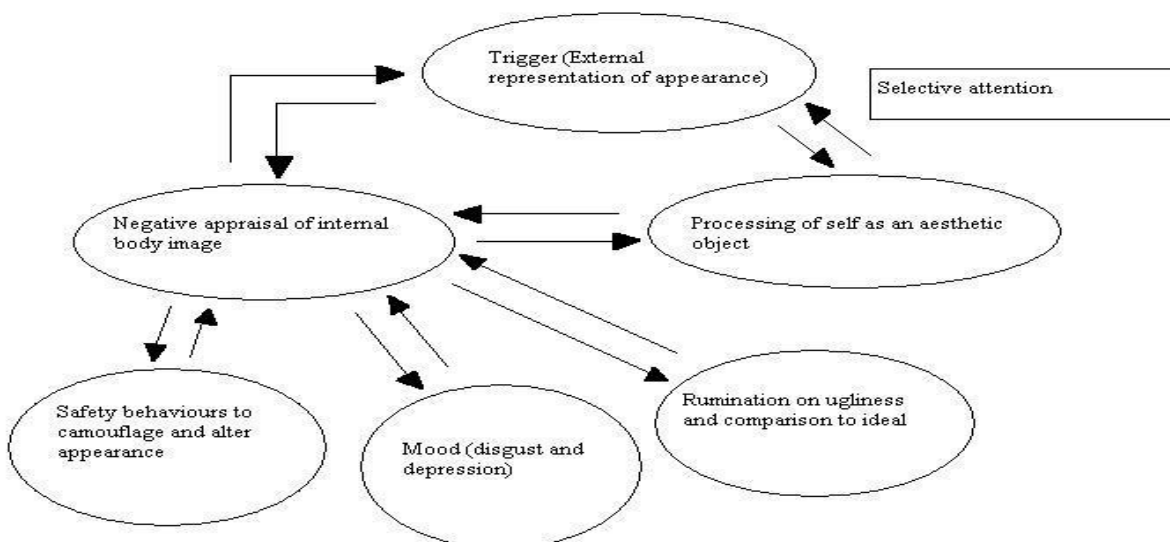 Trigger (External
representation of appearance)
Selective attention
Negative appraisal of internal
body image
Processing of self as an aesthetic
object
Safety behaviours to
camouflage and alter
appearance
Mood (disgust and
depression)
Rumination on ugliness
and comparison to ideal